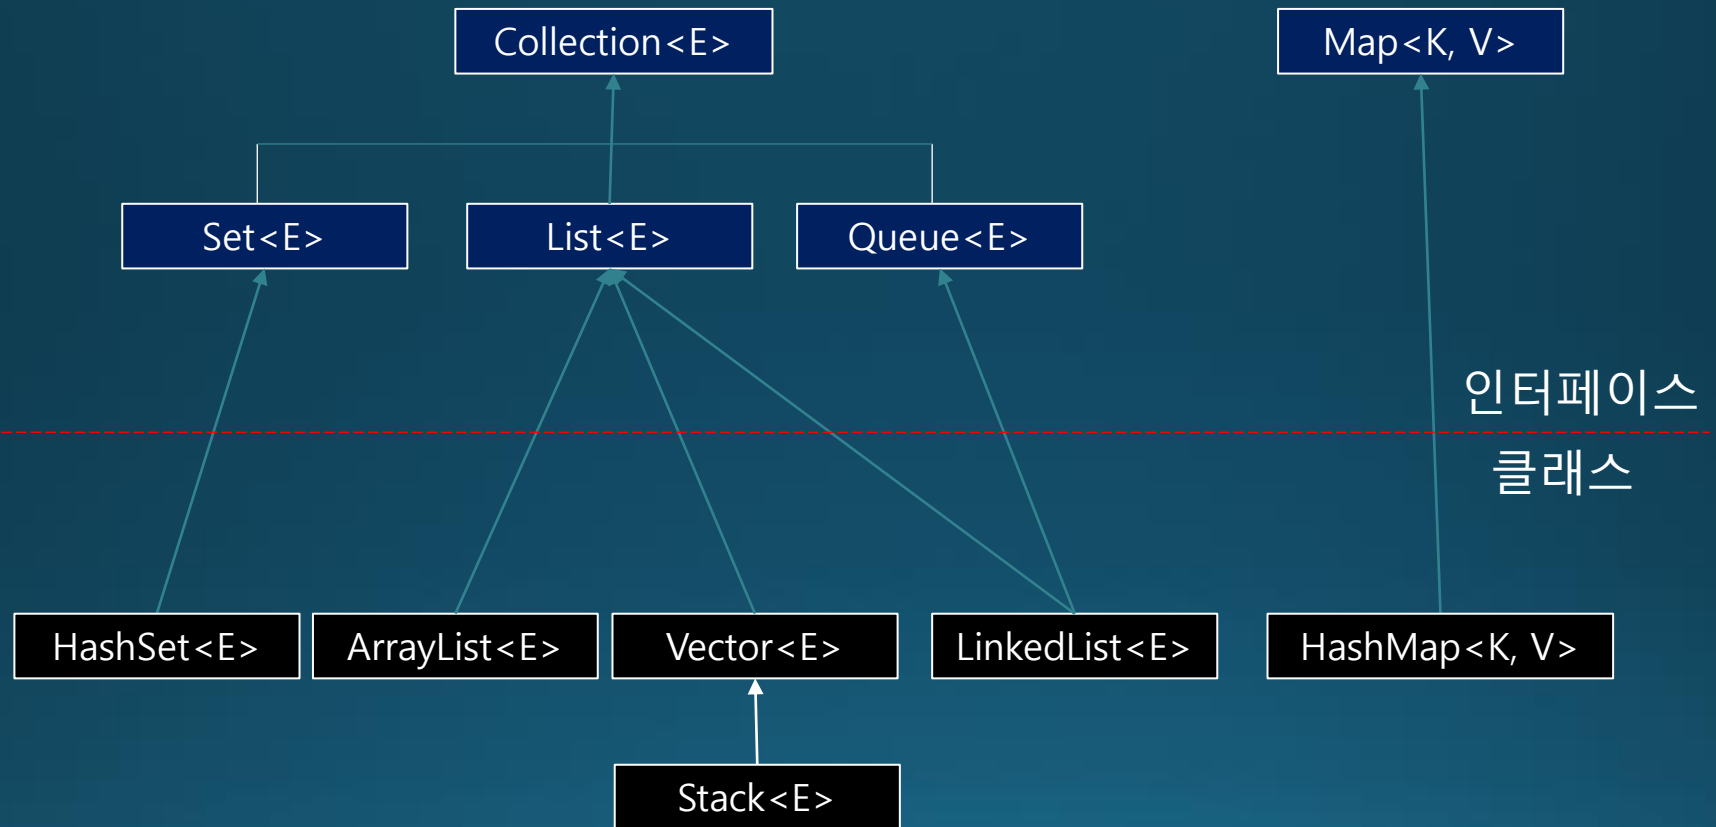 Collection<E>
Map<K, V>
Set<E>
List<E>
Queue<E>
인터페이스
클래스
HashSet<E>
ArrayList<E>
Vector<E>
LinkedList<E>
HashMap<K, V>
Stack<E>